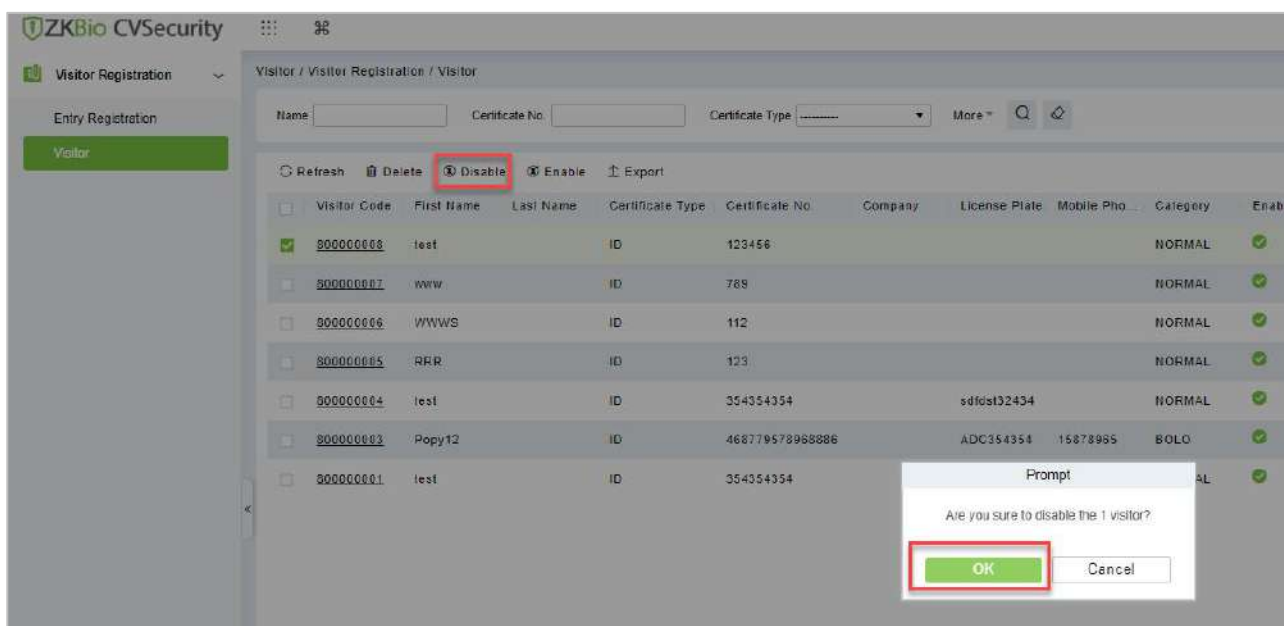 ZKBio CVSecurity
Visitor Registration
Entry Registration
Visitor
Visitor / Visitor Registration / Visitor
Name Certificate No. Certificate Type ---------- More
Refresh Delete Disable Enable Export
Visitor Code First Name Last Name Certificate Type Certificate No. Company License Plate Mobile Pho... Category Enab
800000008 test ID 123456 NORMAL
800000007 www ID 789 NORMAL
800000006 WWWS ID 112 NORMAL
800000005 RRR ID 123 NORMAL
800000004 test ID 354354354 sdfdst32434 NORMAL
800000003 Popy12 ID 468779578968886 ADC354354 15878965 BOLO
800000001 test ID 354354354 AL
Prompt
Are you sure to disable the 1 visitor?
OK Cancel